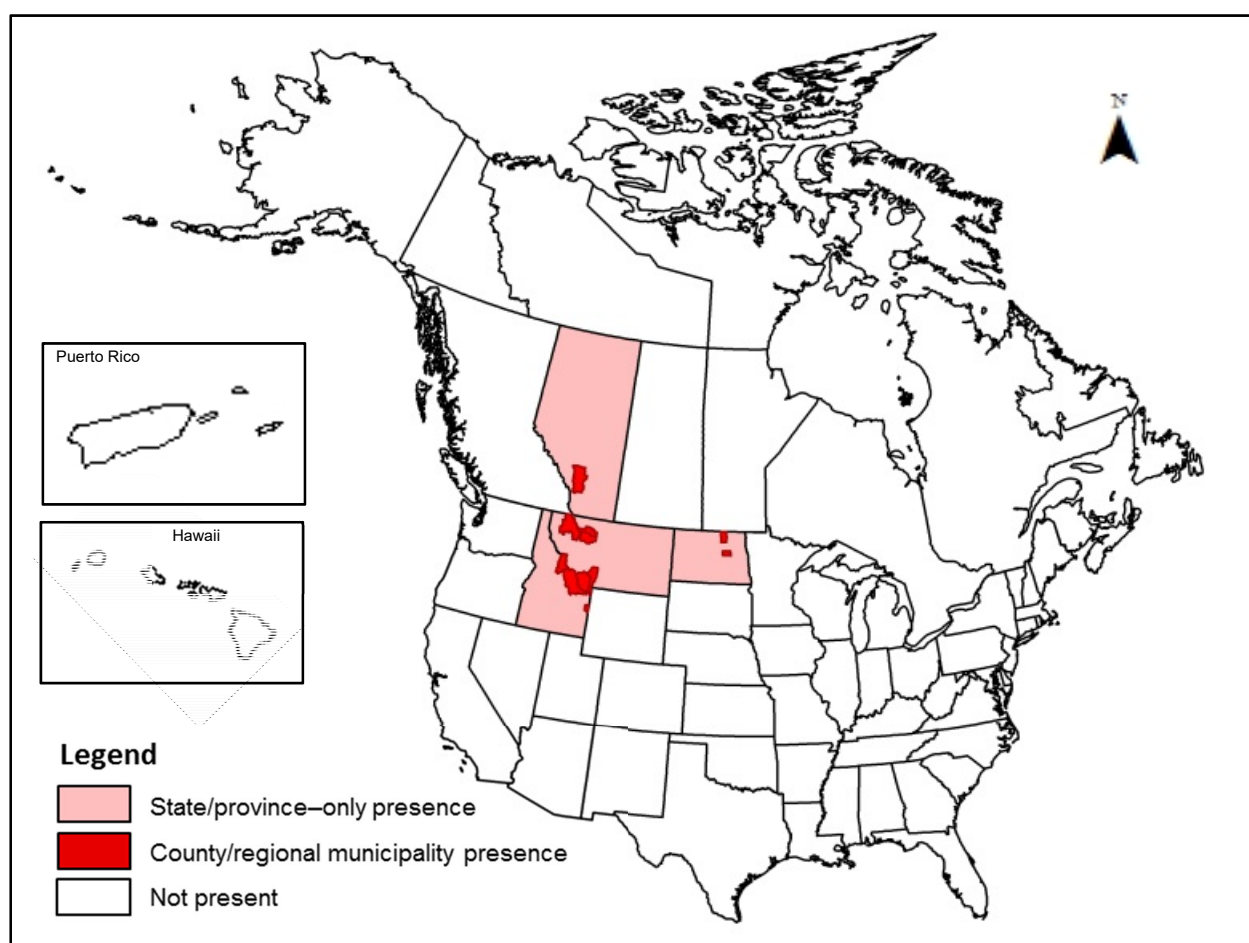 N
Puerto Rico
Hawaii
Legend
State/province–only presence
County/regional municipality presence
Not present